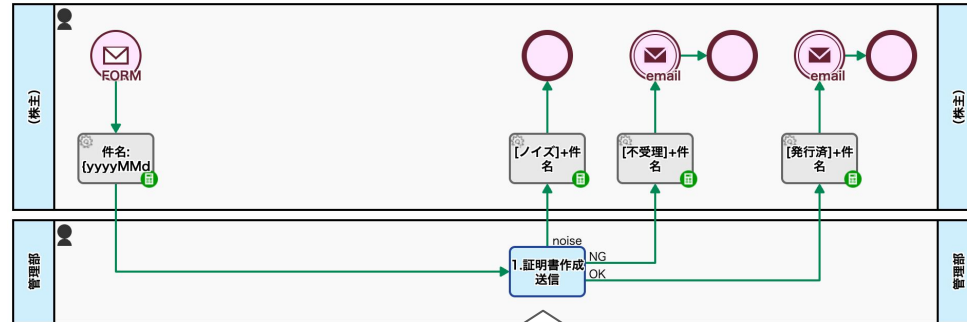 (株主)
FORM
email
email
(株主)
件名:
{yyyyMMd
[ノイズ]+件
名
[不受理]+件
名
[発行済]+件
名
管理部
noise
1.証明書作成
送信
NG
OK
管理部